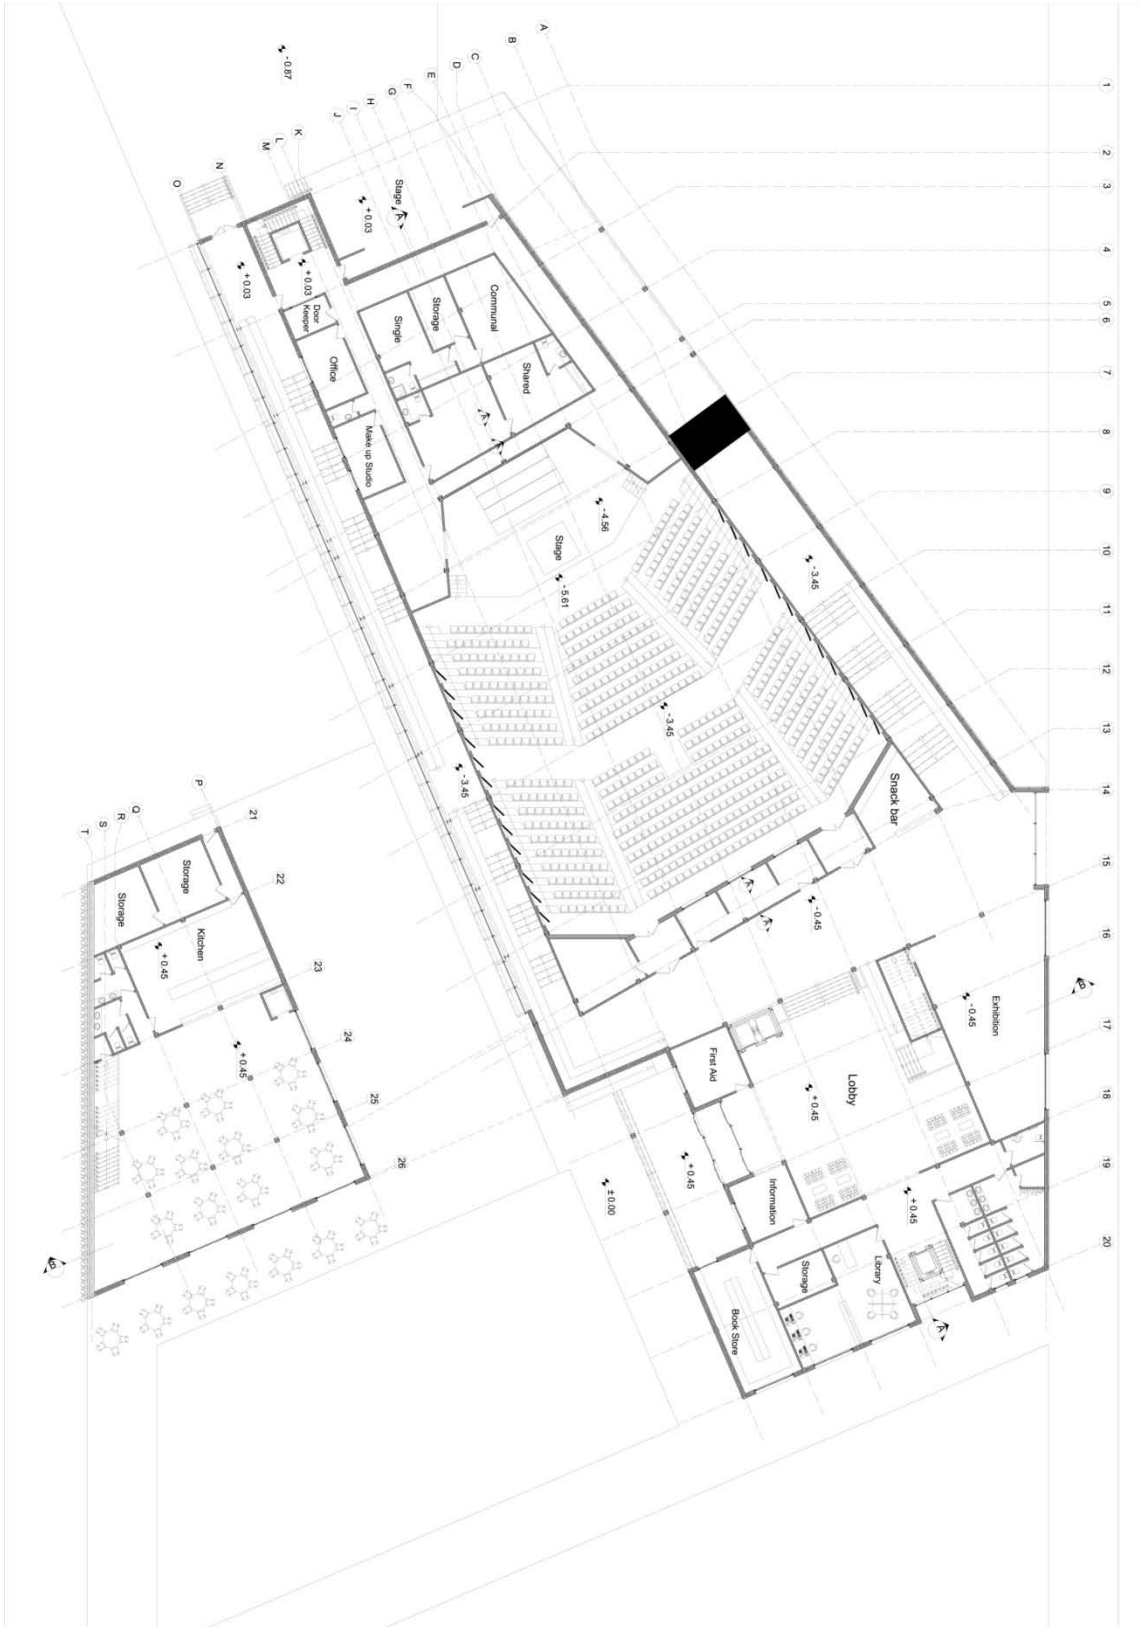 A
B
C
D
E
F
G
H
I
J
K
L
M
N
O
1
2
3
4
5
6
7
8
9
10
11
12
13
14
15
16
17
18
19
20
- 0.87
Stage
A
+ 0.03
+ 0.03
+ 0.03
Door
Keeper
Office
Make up Studio
Single
Storage
Communal
Shared
A
A
- 4.56
Stage
- 5.61
- 3.45
- 3.45
- 3.45
Snack bar
A
A
- 0.45
Exhibition
- 0.45
B
First Aid
Lobby
+ 0.45
+ 0.45
± 0.00
Information
+ 0.45
Library
Storage
Book Store
A
P
Q
R
S
T
21
22
23
24
25
26
Storage
Storage
Kitchen
+ 0.45
+ 0.45
B